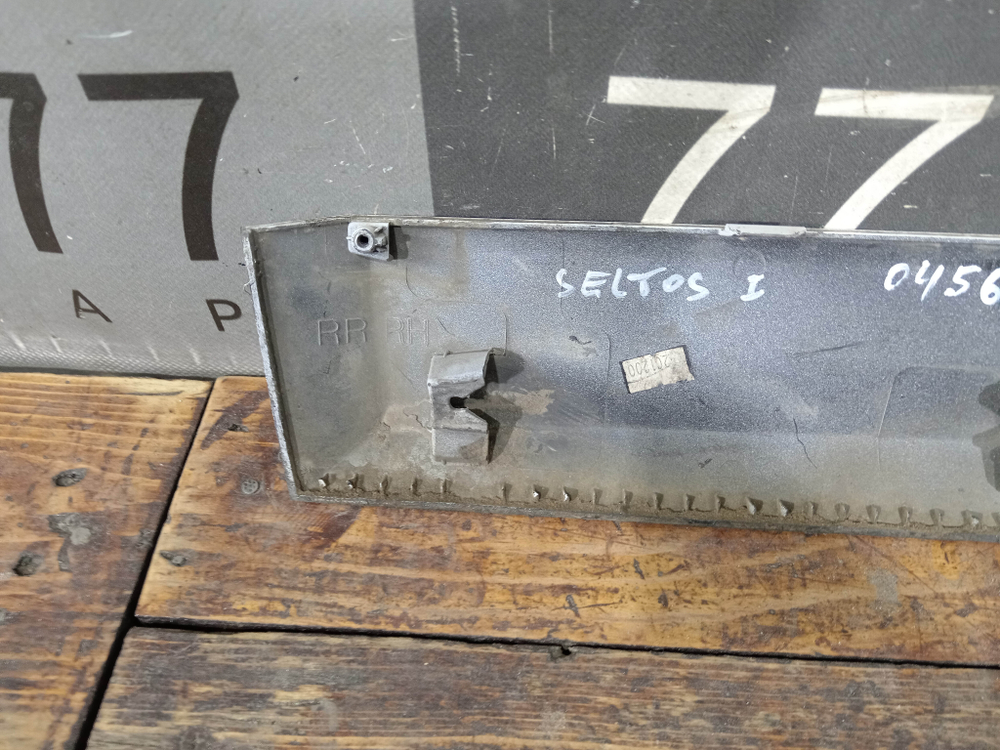 77
77
А Р
SELTOS I 0456
RR RH